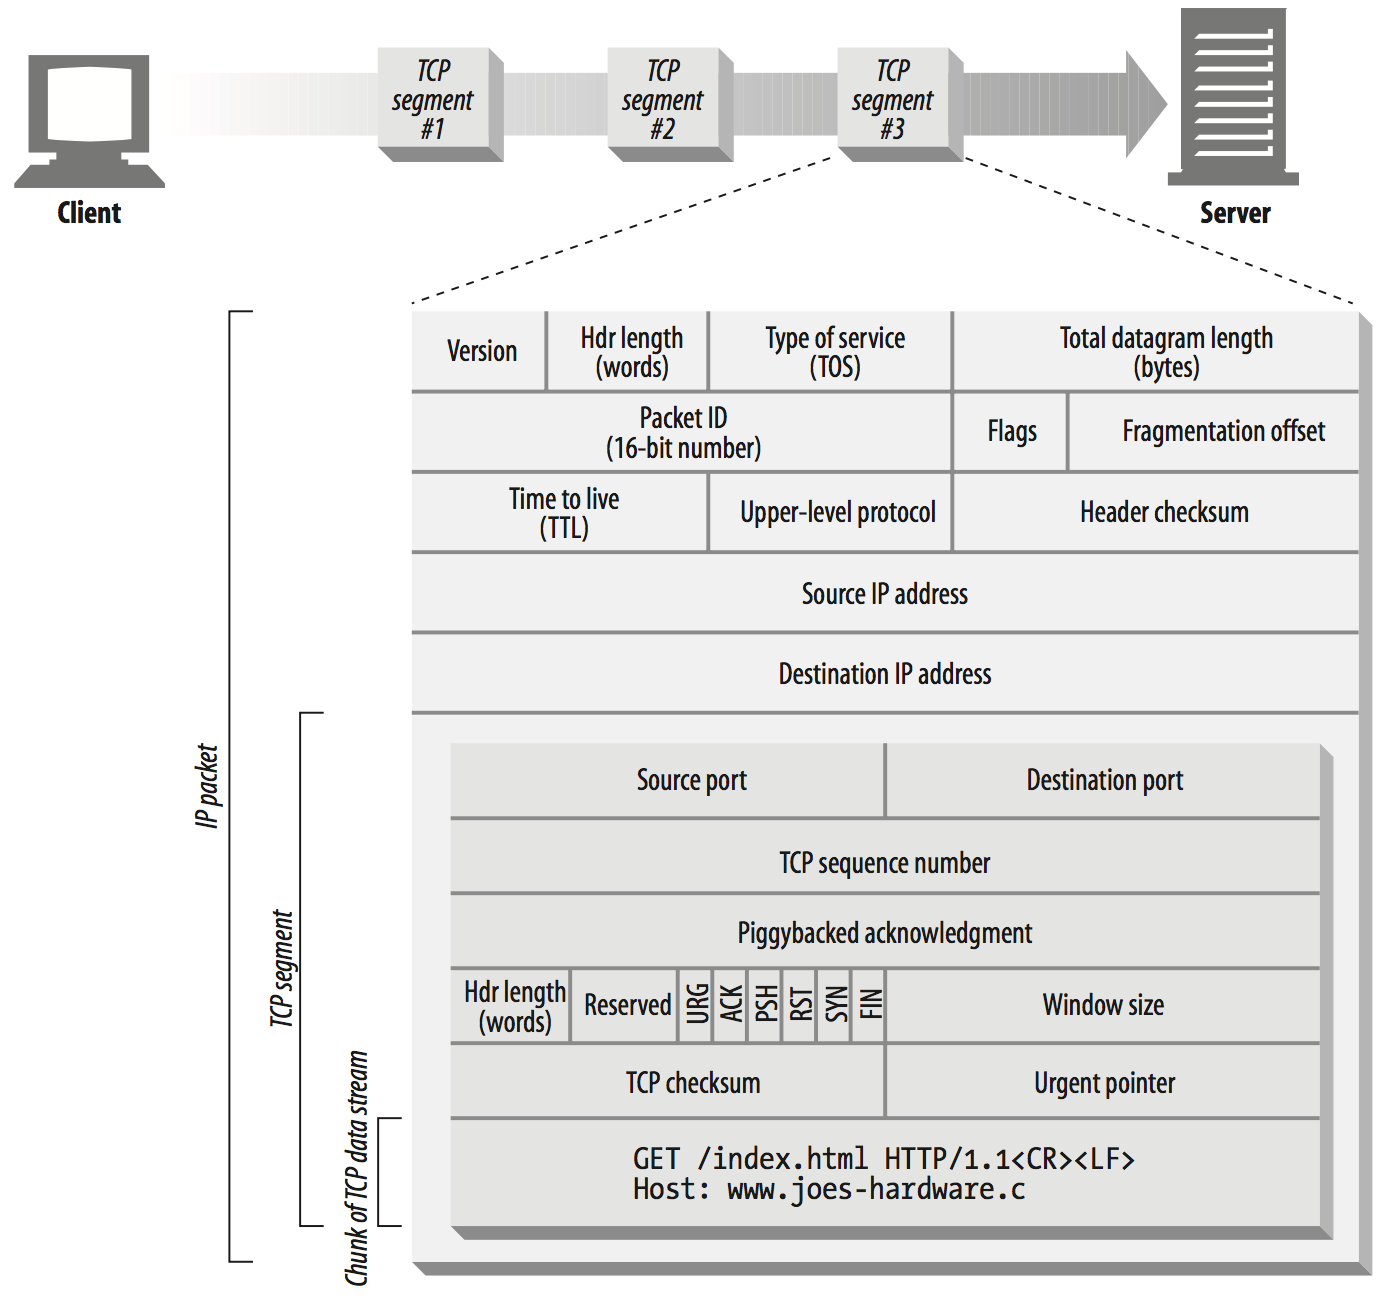 TCP
segment
#1
TCP
segment
#2
TCP
segment
#3
Client
Server
Version
Hdr length
(words)
Type of service
(TOS)
Total datagram length
(bytes)
Packet ID
(16-bit number)
Flags
Fragmentation offset
Time to live
(TTL)
Upper-level protocol
Header checksum
Source IP address
Destination IP address
IP packet
TCP segment
Source port
Destination port
TCP sequence number
Piggybacked acknowledgment
Hdr length
(words)
Reserved
URG
ACK
PSH
RST
SYN
FIN
Window size
TCP checksum
Urgent pointer
Chunk of TCP data stream
GET /index.html HTTP/1.1<CR><LF>
Host: www.joes-hardware.c